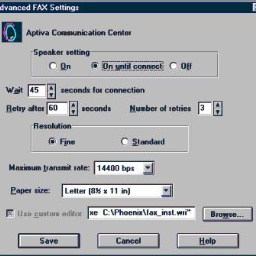 Advanced FAX Settings
Aptiva Communication Center
Speaker setting
On On until connect Off
Wait 45 seconds for connection
Retry after 60 seconds Number of retries 3
Resolution
Fine Standard
Maximum transmit rate: 14400 bps
Paper size: Letter (8½ x 11 in)
Use custom editor xe C:\Phoenix\fax_inst.wri"
Browse...
Save Cancel Help